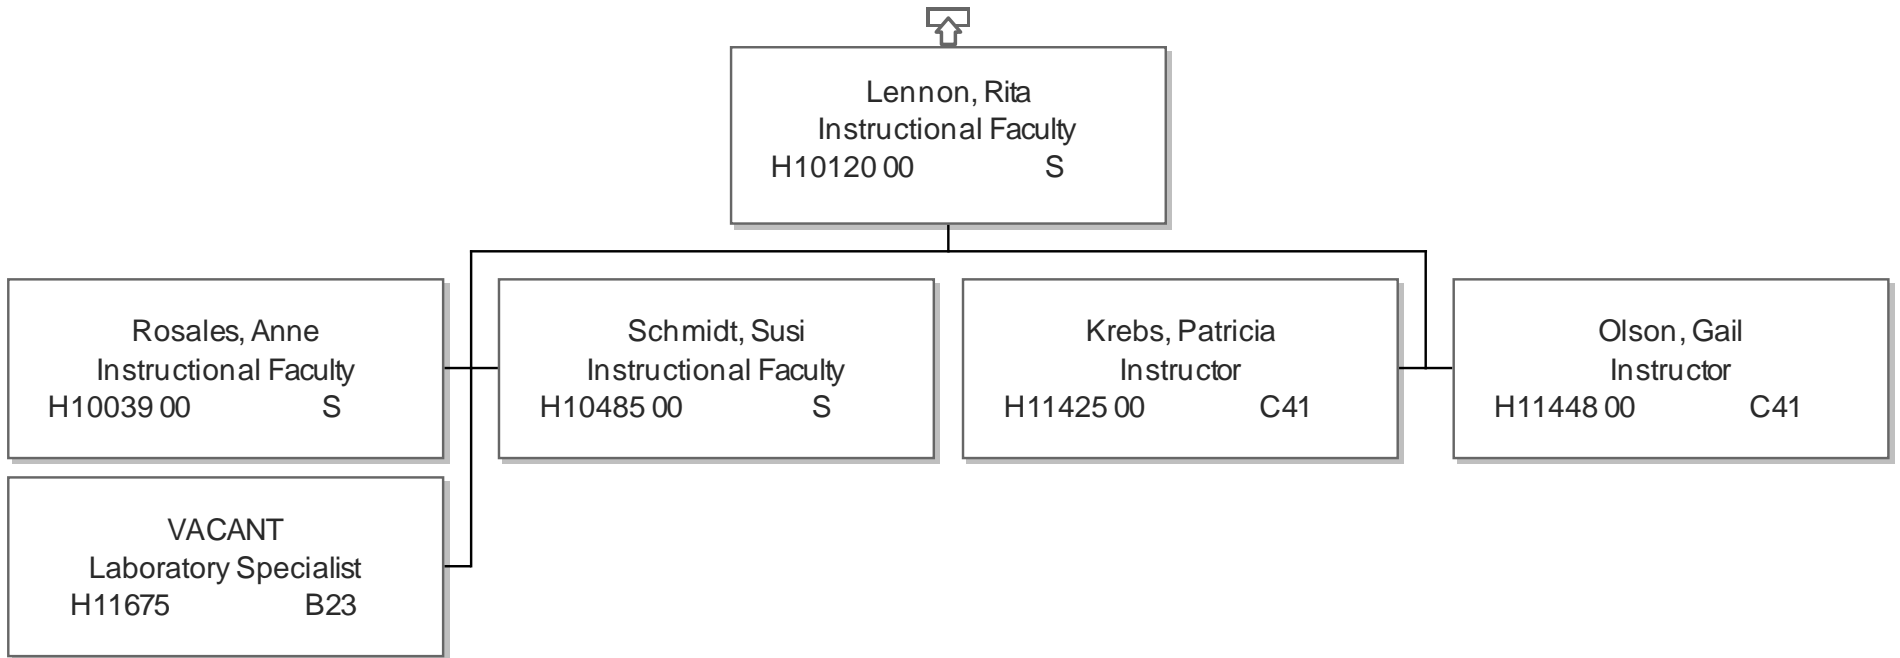 Lennon, Rita
Instructional Faculty
H10120 00 S
Rosales, Anne
Instructional Faculty
H10039 00 S
Schmidt, Susi
Instructional Faculty
H10485 00 S
Krebs, Patricia
Instructor
H11425 00 C41
Olson, Gail
Instructor
H11448 00 C41
VACANT
Laboratory Specialist
H11675 B23